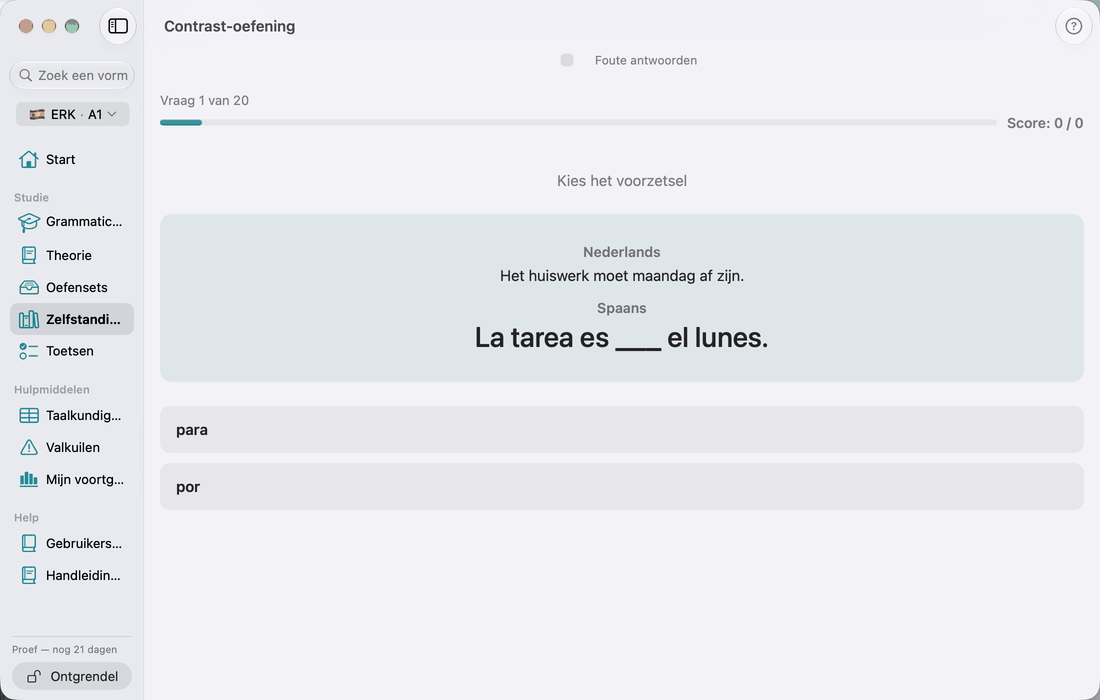 Contrast-oefening
?
Zoek een vorm
Foute antwoorden
ERK · A1
Vraag 1 van 20
Score: 0 / 0
Start
Studie
Grammatic...
Theorie
Oefensets
Zelfstandi...
Toetsen
Hulpmiddelen
Taalkundig...
Valkuilen
Mijn voortg...
Help
Gebruikers...
Handleidin...
Proef — nog 21 dagen
Ontgrendel
Kies het voorzetsel
Nederlands
Het huiswerk moet maandag af zijn.
Spaans
La tarea es ___ el lunes.
para
por